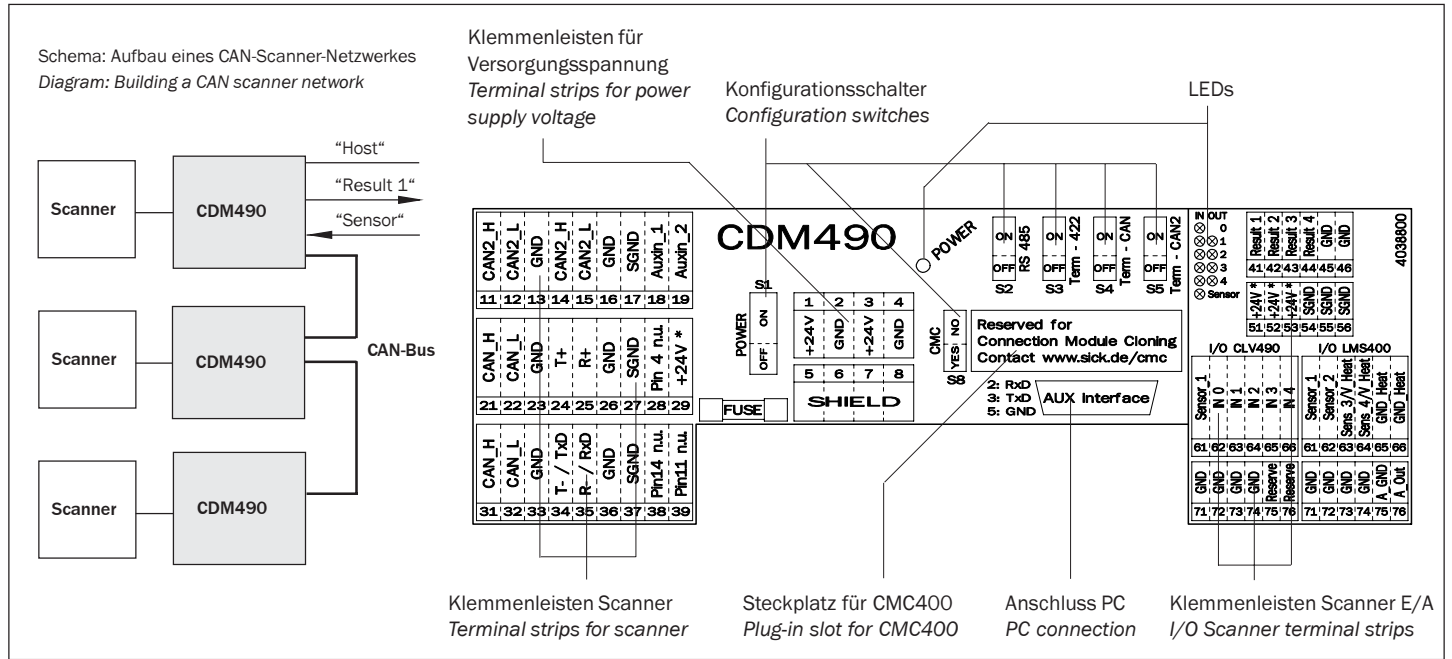 Schema: Aufbau eines CAN-Scanner-Netzwerkes
Diagram: Building a CAN scanner network
Scanner
CDM490
“Host“
“Result 1“
“Sensor“
Scanner
CDM490
CAN-Bus
Scanner
CDM490
Klemmenleisten für
Versorgungsspannung
Terminal strips for power
supply voltage
Konfigurationsschalter
Configuration switches
LEDs
CAN2_H CAN2_L GND CAN2_H CAN2_L GND SGND Auxin_1 Auxin_2
11 12 13 14 15 16 17 18 19
CAN_H CAN_L GND T+ R+ GND SGND Pin 4 n.u. +24V *
21 22 23 24 25 26 27 28 29
CAN_H CAN_L GND T- / TxD R- / RxD GND SGND Pin14 n.u. Pin11 n.u.
31 32 33 34 35 36 37 38 39
CDM490
POWER
S1
POWER
ON
OFF
1 2 3 4
+24V GND +24V GND
5 6 7 8
SHIELD
FUSE
ON OFF S2 RS 485
ON OFF S3 Term - 422
ON OFF S4 Term - CAN
ON OFF S5 Term - CAN2
CMC
NO
YES
S8
Reserved for
Connection Module Cloning
Contact www.sick.de/cmc
2: RxD
3: TxD
5: GND
AUX Interface
IN OUT
0
1
2
3
4
Sensor
Result 1 Result 2 Result 3 Result 4 GND GND
41 42 43 44 45 46
+24V * +24V * +24V * SGND SGND SGND
51 52 53 54 55 56
4038800
I/O CLV490
Sensor_1 IN 0 IN 1 IN 2 IN 3 IN 4
61 62 63 64 65 66
GND GND GND GND Reserve Reserve
71 72 73 74 75 76
I/O LMS400
Sensor_1 Sensor_2 Sens_3/V_Heat Sens_4/V_Heat GND_Heat GND_Heat
61 62 63 64 65 66
GND GND GND GND A_GND A_Out
71 72 73 74 75 76
Klemmenleisten Scanner
Terminal strips for scanner
Steckplatz für CMC400
Plug-in slot for CMC400
Anschluss PC
PC connection
Klemmenleisten Scanner E/A
I/O Scanner terminal strips